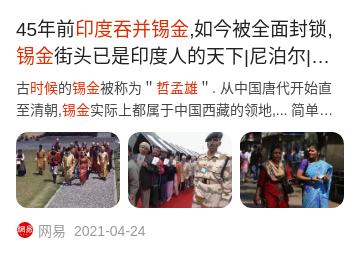 45年前印度吞并锡金,如今被全面封锁,
锡金街头已是印度人的天下|尼泊尔|...
古时候的锡金被称为＂哲孟雄＂. 从中国唐代开始直
至清朝,锡金实际上都属于中国西藏的领地,... 简单...
网易 网易 2021-04-24